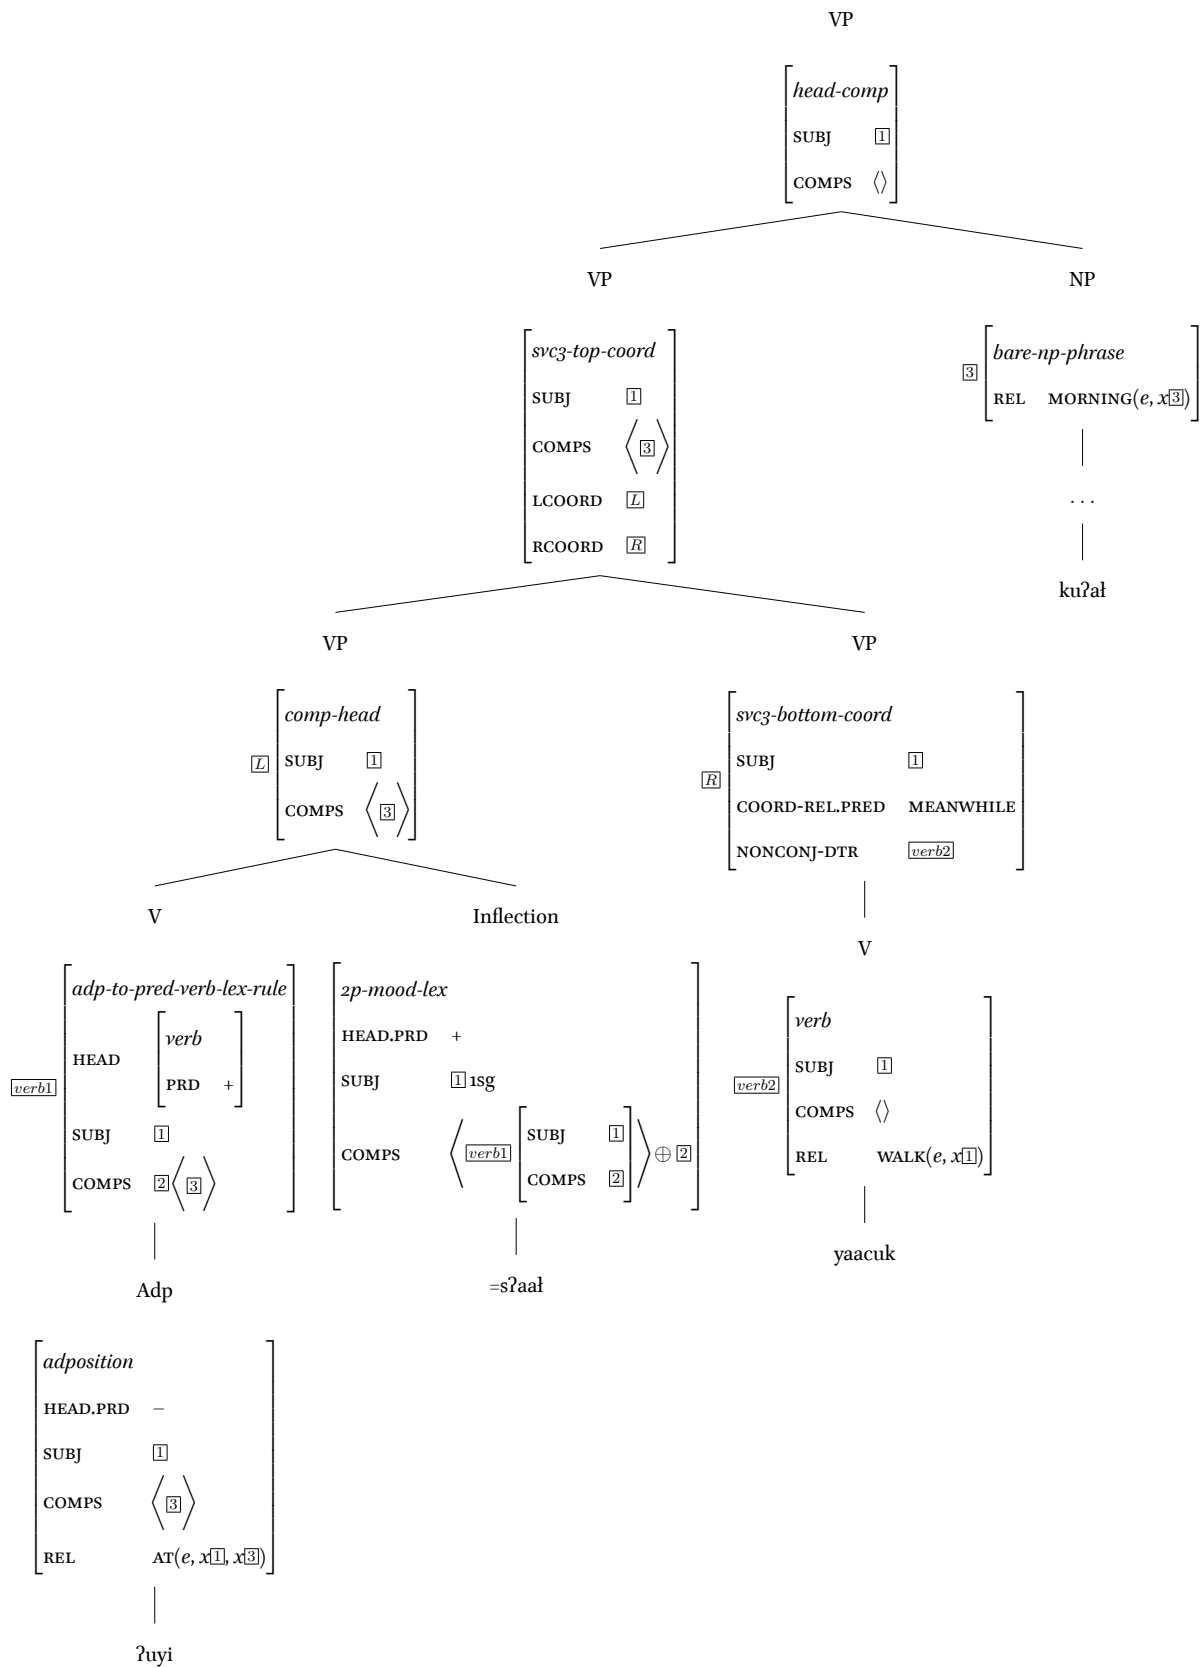 VP
head-comp
SUBJ 1
COMPS ⟨⟩
VP
svc3-top-coord
SUBJ 1
COMPS ⟨3⟩
LCOORD L
RCOORD R
NP
3 bare-np-phrase
REL MORNING(e, x3)
...
kuʔał
VP
L comp-head
SUBJ 1
COMPS ⟨3⟩
VP
R svc3-bottom-coord
SUBJ 1
COORD-REL.PRED MEANWHILE
NONCONJ-DTR verb2
V
verb1 adp-to-pred-verb-lex-rule
HEAD verb
PRD +
SUBJ 1
COMPS 2⟨3⟩
Inflection
2p-mood-lex
HEAD.PRD +
SUBJ 1 1sg
COMPS ⟨verb1 [SUBJ 1
COMPS 2]⟩ ⊕ 2
=sʔaał
V
verb2 verb
SUBJ 1
COMPS ⟨⟩
REL WALK(e, x1)
yaacuk
Adp
adposition
HEAD.PRD −
SUBJ 1
COMPS ⟨3⟩
REL AT(e, x1, x3)
ʔuyi